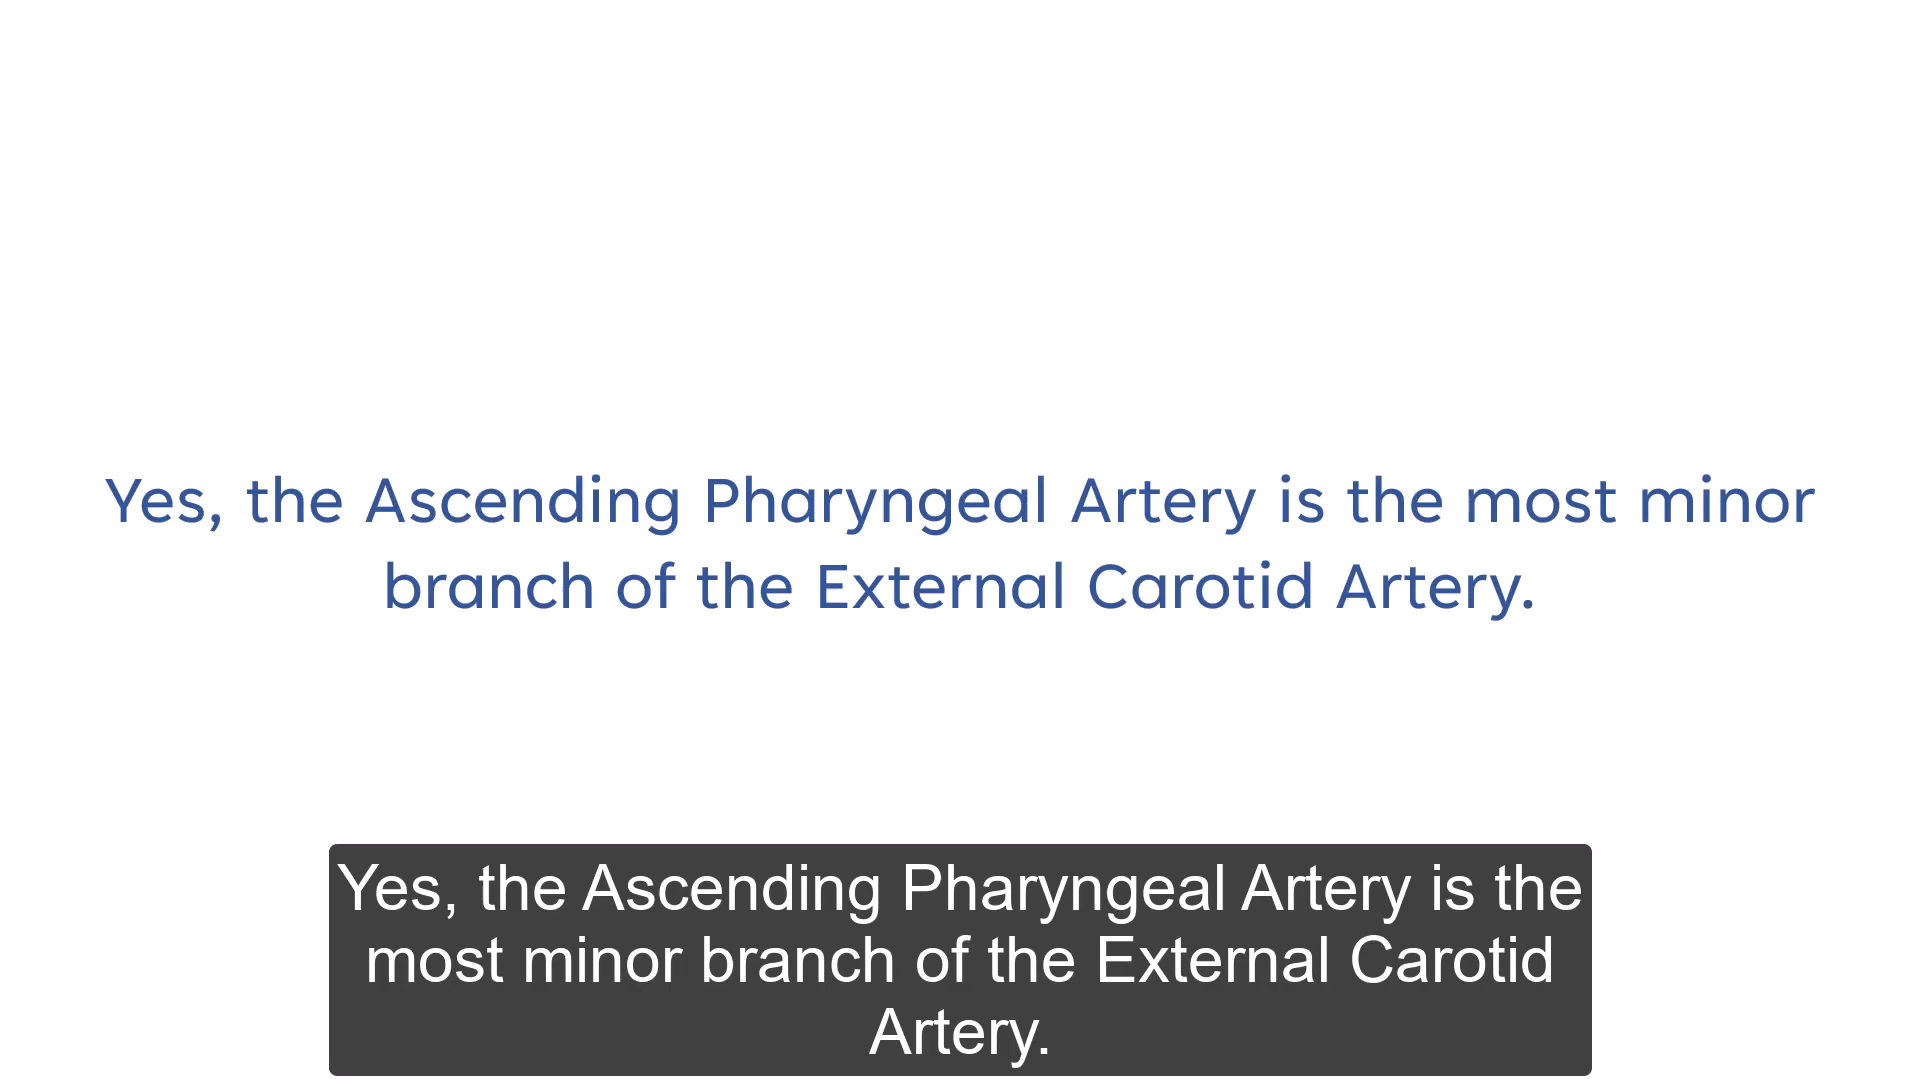 Yes, the Ascending Pharyngeal Artery is the most minor
branch of the External Carotid Artery.
Yes, the Ascending Pharyngeal Artery is the
most minor branch of the External Carotid
Artery.